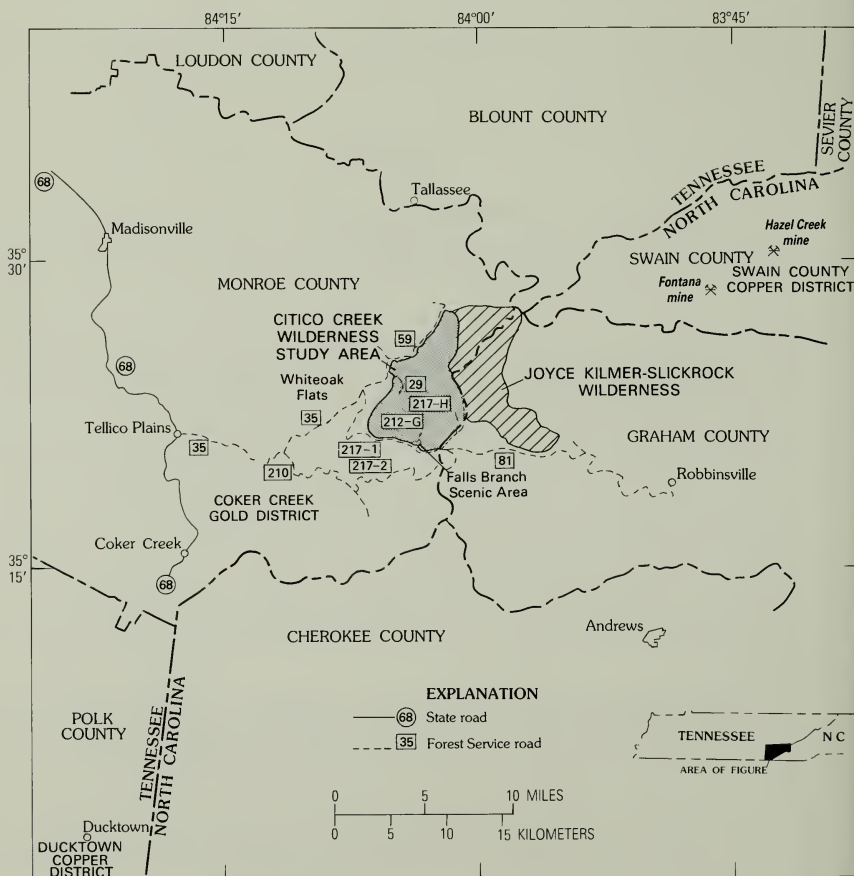 84°15'
84°00'
83°45'
LOUDON COUNTY
BLOUNT COUNTY
SEVIER
COUNTY
TENNESSEE
NORTH CAROLINA
68
Tallassee
Madisonville
Hazel Creek
mine
35°
30'
SWAIN COUNTY
SWAIN COUNTY
COPPER DISTRICT
Fontana
mine
MONROE COUNTY
CITICO CREEK
WILDERNESS
STUDY AREA
59
68
Whiteoak
Flats
29
217-H
JOYCE KILMER-SLICKROCK
WILDERNESS
35
212-G
Tellico Plains
35
217-1
GRAHAM COUNTY
210
217-2
81
Falls Branch
Scenic Area
Robbinsville
COKER CREEK
GOLD DISTRICT
Coker Creek
35°
15'
68
CHEROKEE COUNTY
Andrews
EXPLANATION
68 State road
35 Forest Service road
POLK
COUNTY
TENNESSEE
NORTH CAROLINA
TENNESSEE
N C
AREA OF FIGURE
0 5 10 MILES
0 5 10 15 KILOMETERS
Ducktown
DUCKTOWN
COPPER
DISTRICT